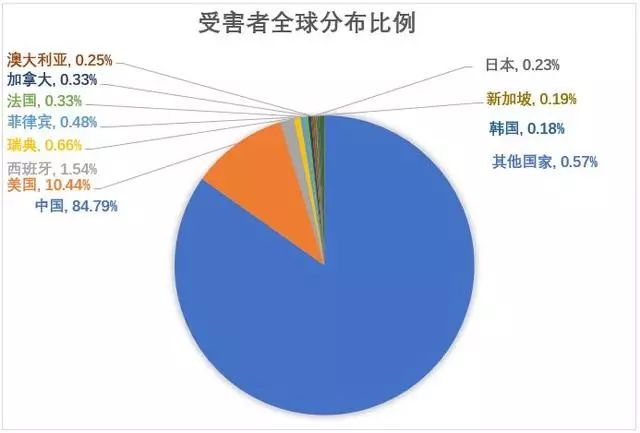 受害者全球分布比例
澳大利亚, 0.25%
加拿大, 0.33%
法国, 0.33%
菲律宾, 0.48%
瑞典, 0.66%
西班牙, 1.54%
美国, 10.44%
中国, 84.79%
日本, 0.23%
新加坡, 0.19%
韩国, 0.18%
其他国家, 0.57%